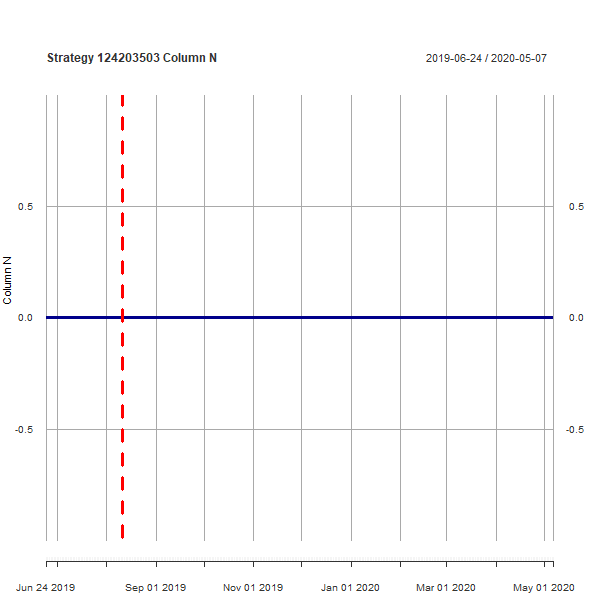 Strategy 124203503 Column N
2019-06-24 / 2020-05-07
Column N
0.5
0.5
0.0
0.0
-0.5
-0.5
Jun 24 2019
Sep 01 2019
Nov 01 2019
Jan 01 2020
Mar 01 2020
May 01 2020